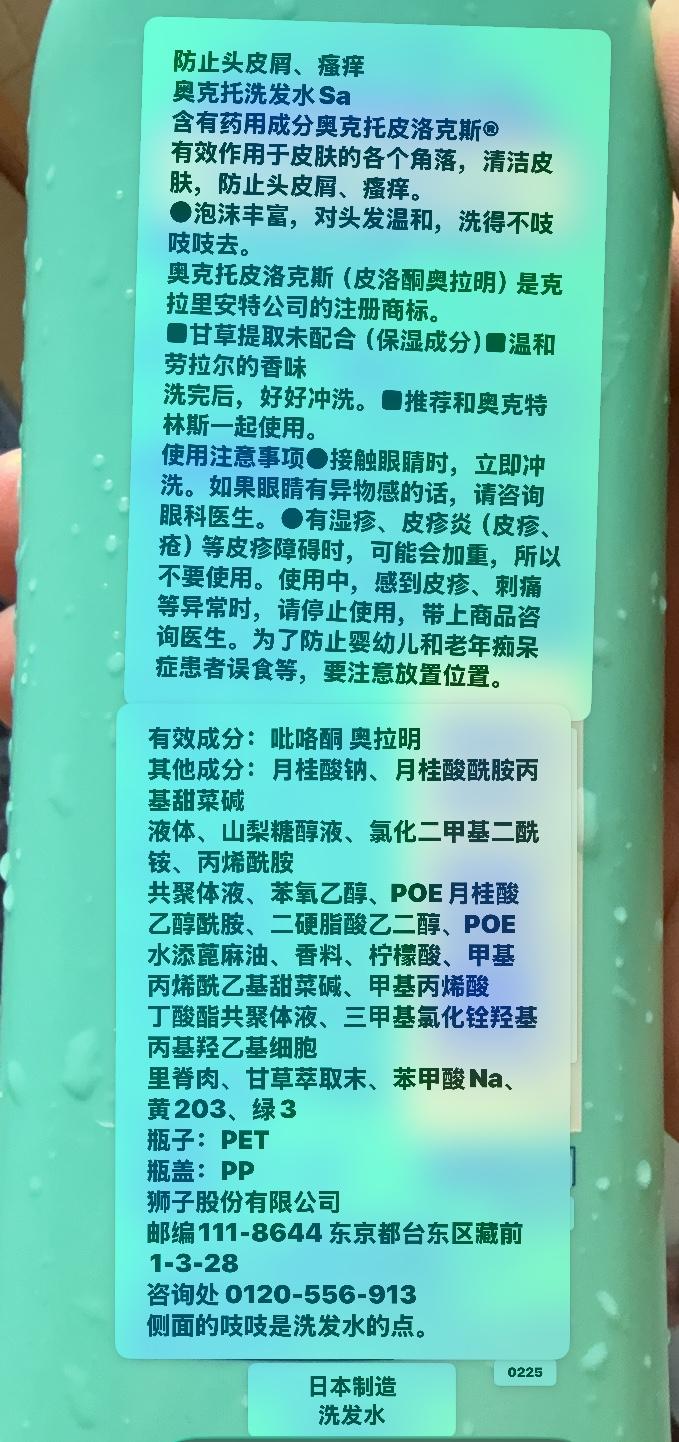 防止头皮屑、瘙痒
奥克托洗发水Sa
含有药用成分奥克托皮洛克斯®
有效作用于皮肤的各个角落，清洁皮
肤，防止头皮屑、瘙痒。
●泡沫丰富，对头发温和，洗得不吱
吱吱去。
奥克托皮洛克斯（皮洛酮奥拉明）是克
拉里安特公司的注册商标。
■甘草提取未配合（保湿成分）■温和
劳拉尔的香味
洗完后，好好冲洗。■推荐和奥克特
林斯一起使用。
使用注意事项●接触眼睛时，立即冲
洗。如果眼睛有异物感的话，请咨询
眼科医生。●有湿疹、皮疹炎（皮疹、
疮）等皮疹障碍时，可能会加重，所以
不要使用。使用中，感到皮疹、刺痛
等异常时，请停止使用，带上商品咨
询医生。为了防止婴幼儿和老年痴呆
症患者误食等，要注意放置位置。
有效成分：吡咯酮 奥拉明
其他成分：月桂酸钠、月桂酸酰胺丙
基甜菜碱
液体、山梨糖醇液、氯化二甲基二酰
铵、丙烯酰胺
共聚体液、苯氧乙醇、POE月桂酸
乙醇酰胺、二硬脂酸乙二醇、POE
水添蓖麻油、香料、柠檬酸、甲基
丙烯酰乙基甜菜碱、甲基丙烯酸
丁酸酯共聚体液、三甲基氯化铨羟基
丙基羟乙基细胞
里脊肉、甘草萃取末、苯甲酸Na、
黄203、绿3
瓶子：PET
瓶盖：PP
狮子股份有限公司
邮编111-8644 东京都台东区藏前
1-3-28
咨询处 0120-556-913
侧面的吱吱是洗发水的点。
0225
日本制造
洗发水